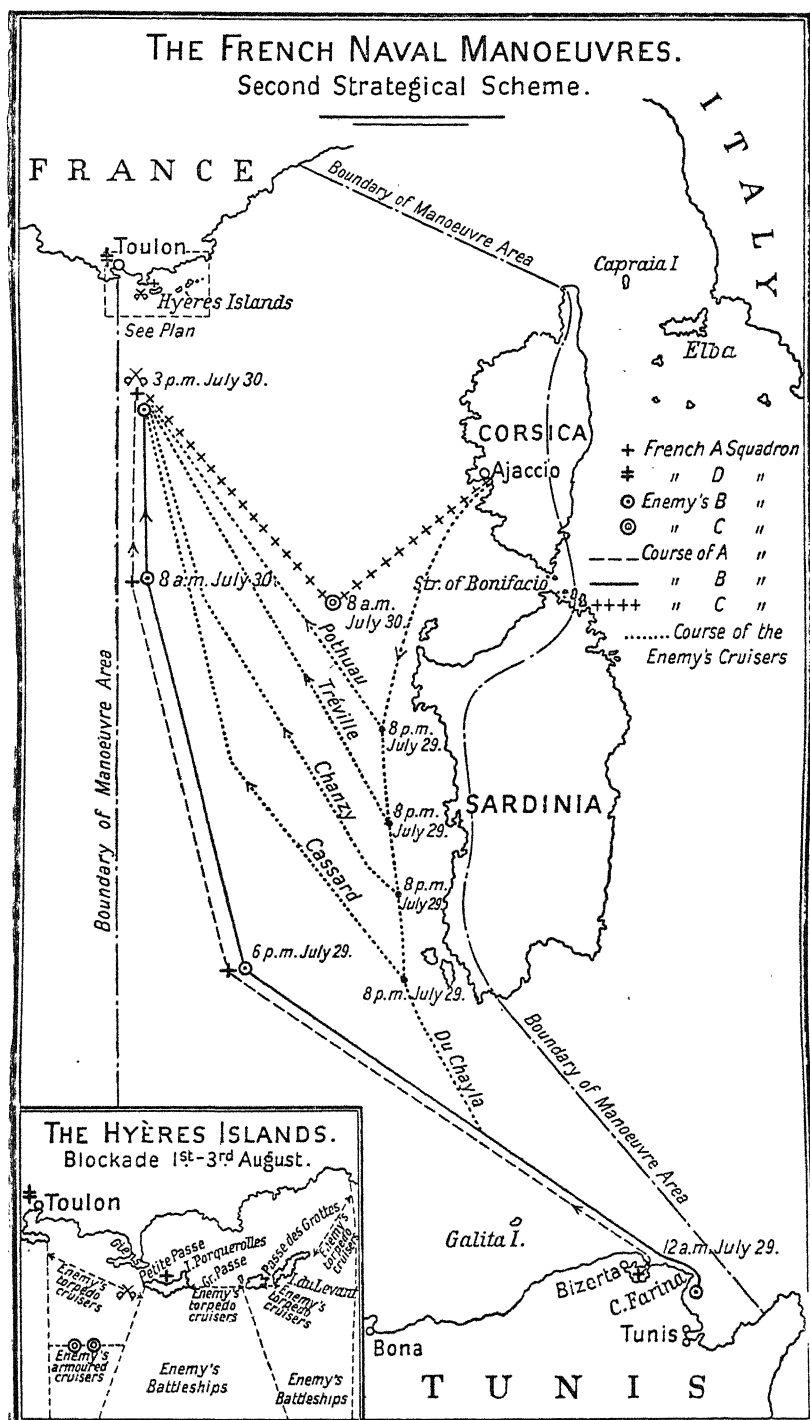 THE FRENCH NAVAL MANOEUVRES.
Second Strategical Scheme.
FRANCE
ITALY
Boundary of Manoeuvre Area
Toulon
Hyères Islands
See Plan
Capraia I
Elba
3 p.m. July 30.
CORSICA
Ajaccio
+ French A Squadron
‡ " D "
⊙ Enemy's B "
◎ " C "
--- Course of A "
—— " B "
++++ " C "
....... Course of the
Enemy's Cruisers
8 a.m. July 30
8 a.m.
July 30.
Str. of Bonifacio
Pothuau
Tréville
Chanzy
Cassard
8 p.m.
July 29.
8 p.m.
July 29.
8 p.m.
July 29.
8 p.m. July 29.
SARDINIA
Boundary of Manoeuvre Area
6 p.m. July 29.
Du Chayla
Boundary of Manoeuvre Area
Galita I.
12 a.m. July 29.
Bizerta
C. Farina
Tunis
Bona
TUNIS
THE HYÈRES ISLANDS.
Blockade 1st-3rd August.
Toulon
Giens
Petite Passe
I. Porquerolles
Gr. Passe
Passe des Grottes
I. du Levant
Enemy's
torpedo
cruisers
Enemy's
torpedo
cruisers
Enemy's
torpedo
cruisers
Enemy's
torpedo
cruisers
Enemy's
armoured
cruisers
Enemy's
Battleships
Enemy's
Battleships